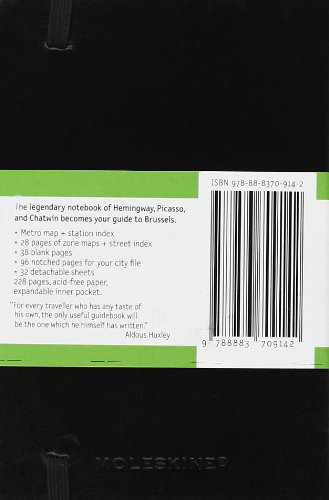 The legendary notebook of Hemingway, Picasso,
and Chatwin becomes your guide to Brussels.
• Metro map + station index
• 28 pages of zone maps + street index
• 38 blank pages
• 96 notched pages for your city file
• 32 detachable sheets
228 pages, acid-free paper,
expandable inner pocket.
"For every traveller who has any taste of
his own, the only useful guidebook will
be the one which he himself has written."
Aldous Huxley
ISBN 978-88-8370-914-2
9 788883 709142
MOLESKINE®